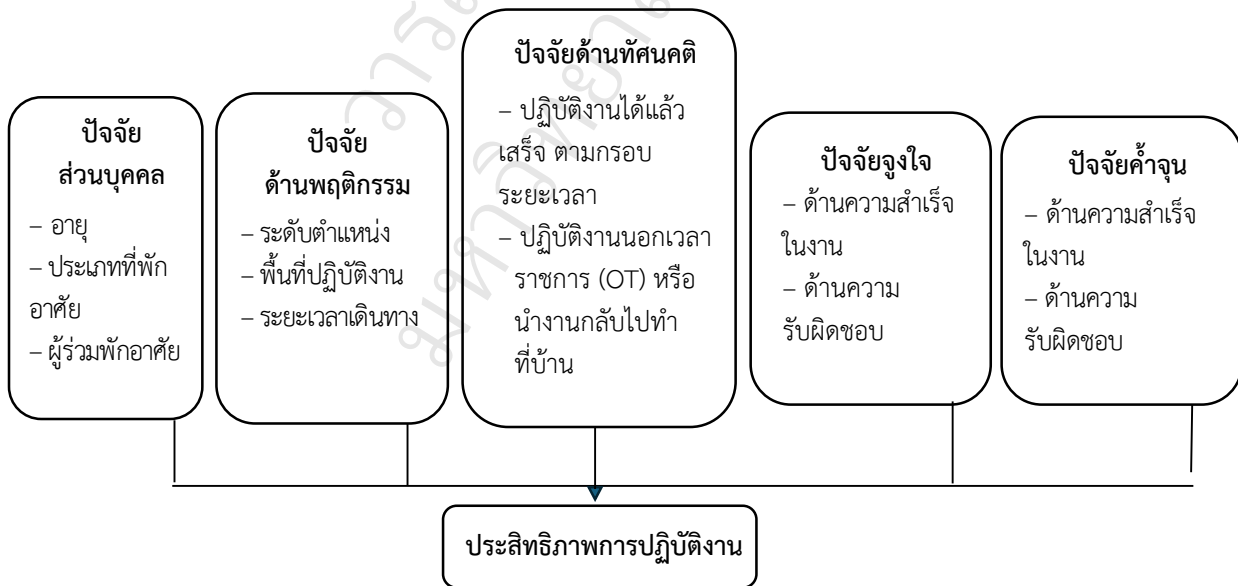 ปัจจัย
ส่วนบุคคล
– อายุ
– ประเภทที่พัก
อาศัย
– ผู้ร่วมพักอาศัย
ปัจจัย
ด้านพฤติกรรม
– ระดับตำแหน่ง
– พื้นที่ปฏิบัติงาน
– ระยะเวลาเดินทาง
ปัจจัยด้านทัศนคติ
– ปฏิบัติงานได้แล้ว
เสร็จ ตามกรอบ
ระยะเวลา
– ปฏิบัติงานนอกเวลา
ราชการ (OT) หรือ
นำงานกลับไปทำ
ที่บ้าน
ปัจจัยจูงใจ
– ด้านความสำเร็จ
ในงาน
– ด้านความ
รับผิดชอบ
ปัจจัยค้ำจุน
– ด้านความสำเร็จ
ในงาน
– ด้านความ
รับผิดชอบ
ประสิทธิภาพการปฏิบัติงาน